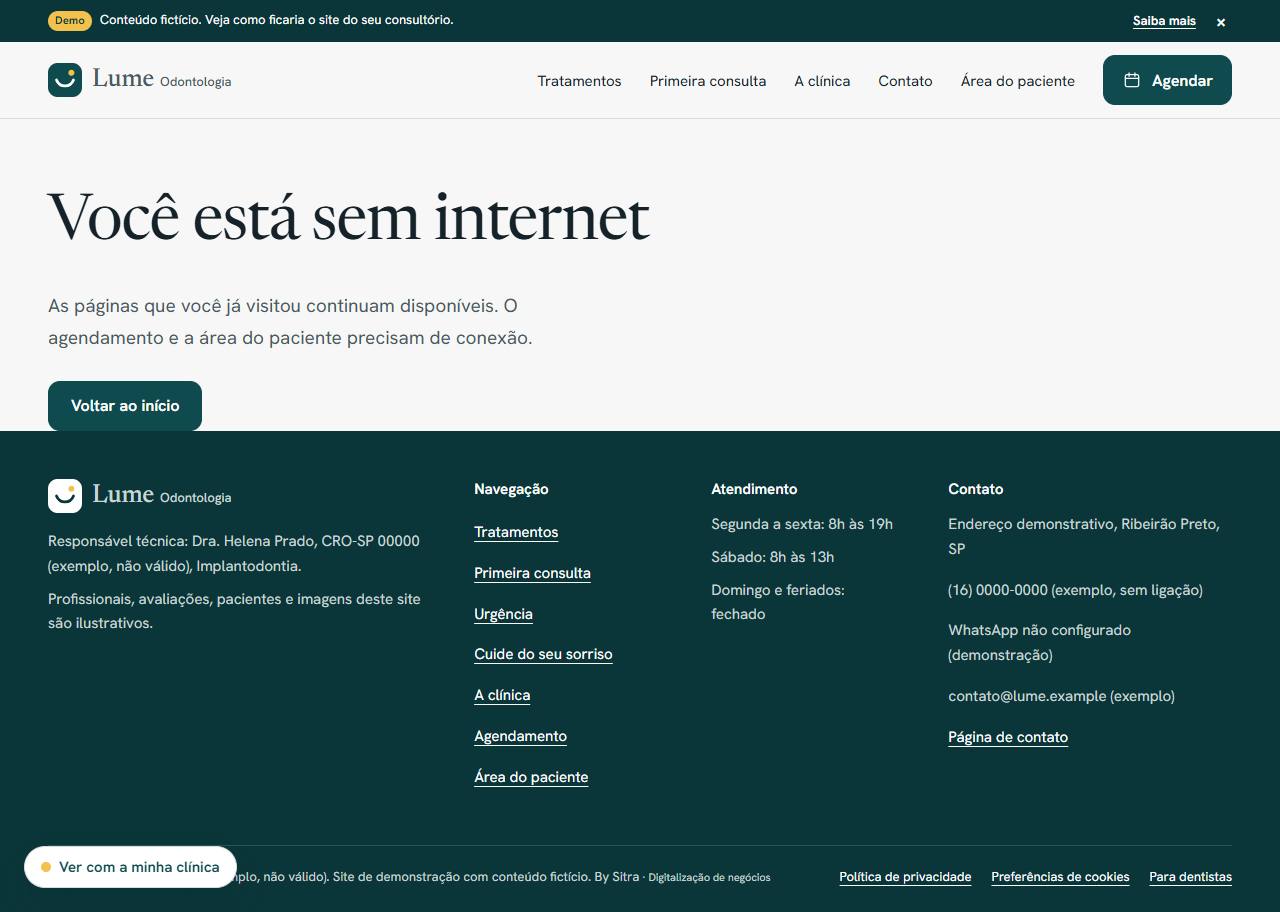 Demo Conteúdo fictício. Veja como ficaria o site do seu consultório. Saiba mais ×
Lume Odontologia Tratamentos Primeira consulta A clínica Contato Área do paciente Agendar
Você está sem internet
As páginas que você já visitou continuam disponíveis. O
agendamento e a área do paciente precisam de conexão.
Voltar ao início
Lume Odontologia
Responsável técnica: Dra. Helena Prado, CRO-SP 00000
(exemplo, não válido), Implantodontia.
Profissionais, avaliações, pacientes e imagens deste site
são ilustrativos.
Navegação
Tratamentos
Primeira consulta
Urgência
Cuide do seu sorriso
A clínica
Agendamento
Área do paciente
Atendimento
Segunda a sexta: 8h às 19h
Sábado: 8h às 13h
Domingo e feriados:
fechado
Contato
Endereço demonstrativo, Ribeirão Preto,
SP
(16) 0000-0000 (exemplo, sem ligação)
WhatsApp não configurado
(demonstração)
contato@lume.example (exemplo)
Página de contato
Ver com a minha clínica
não válido). Site de demonstração com conteúdo fictício. By Sitra · Digitalização de negócios
Política de privacidade Preferências de cookies Para dentistas